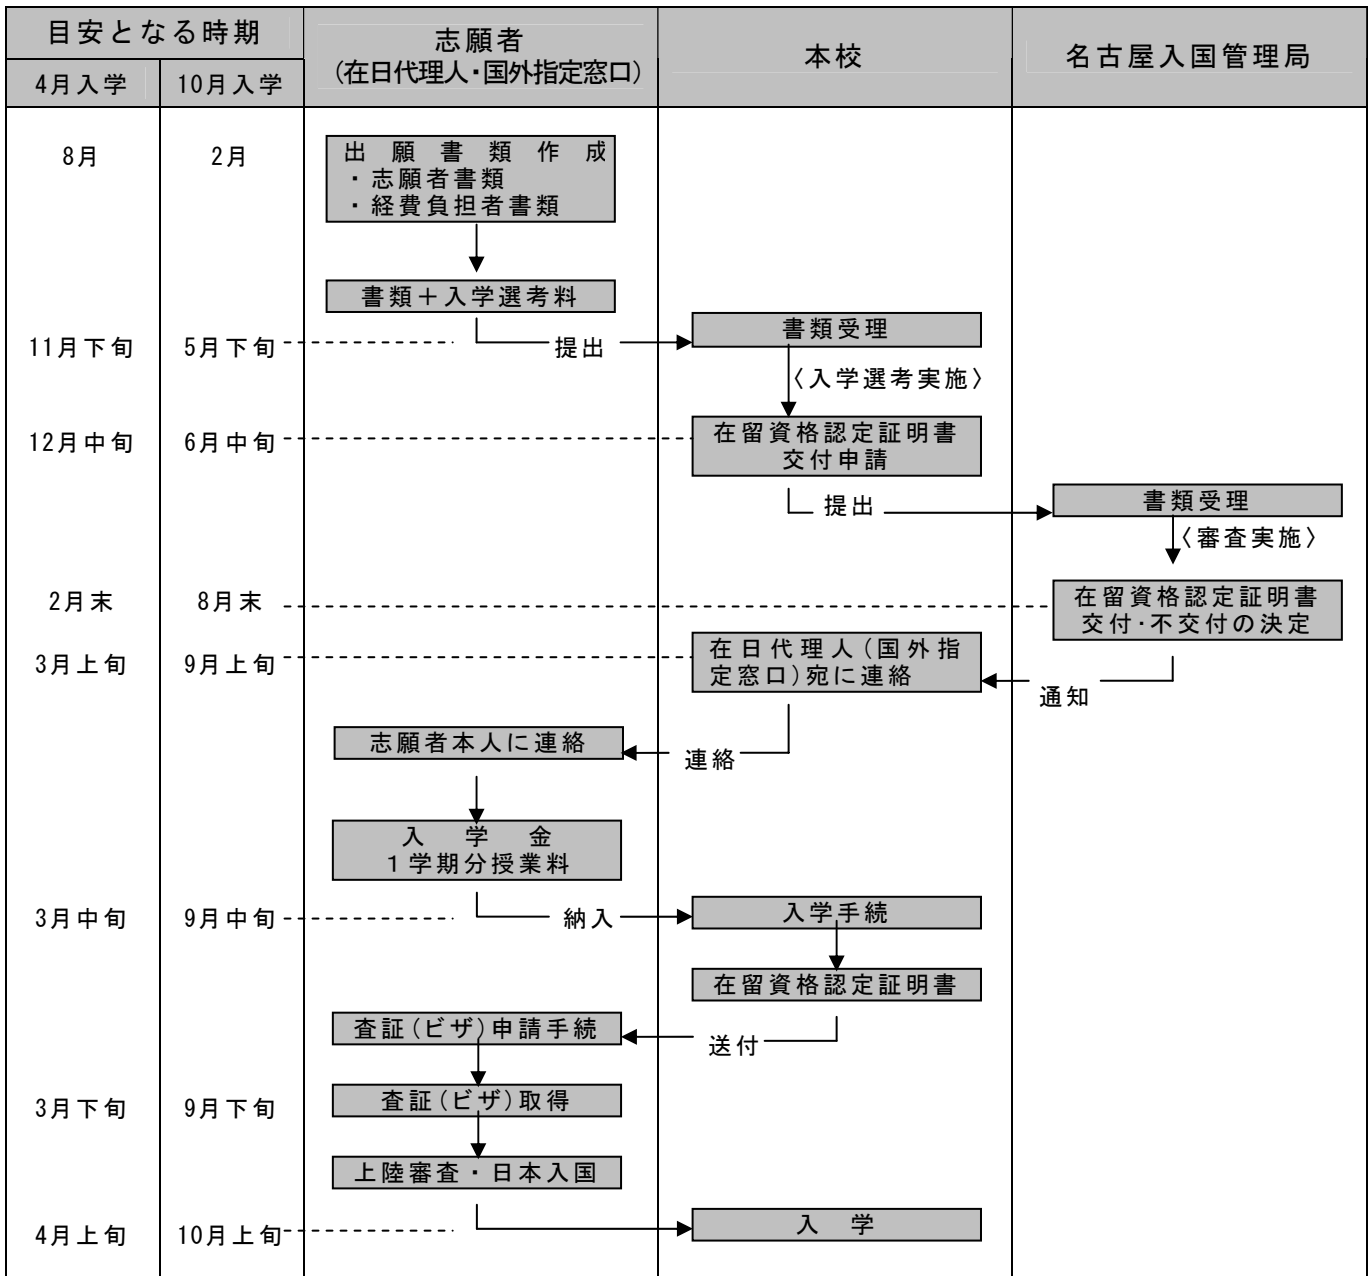 目安となる時期
志願者
(在日代理人・国外指定窓口)
本校
名古屋入国管理局
4月入学
10月入学
8月
2月
出願書類作成
・志願者書類
・経費負担者書類
書類＋入学選考料
11月下旬
5月下旬
提出
書類受理
〈入学選考実施〉
12月中旬
6月中旬
在留資格認定証明書
交付申請
提出
書類受理
〈審査実施〉
2月末
8月末
在留資格認定証明書
交付・不交付の決定
3月上旬
9月上旬
在日代理人(国外指
定窓口)宛に連絡
通知
志願者本人に連絡
連絡
入学金
1学期分授業料
3月中旬
9月中旬
納入
入学手続
在留資格認定証明書
査証(ビザ)申請手続
送付
3月下旬
9月下旬
査証(ビザ)取得
上陸審査・日本入国
4月上旬
10月上旬
入学